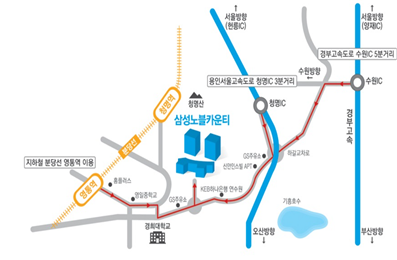 서울방향
(헌릉IC)
서울방향
(양재IC)
경부고속도로 수원IC 5분거리
수원방향
용인서울고속도로 청명IC 3분거리
수원IC
청명역
청명산
청명IC
삼성노블카운티
경부고속
분당선
지하철 분당선 영통역 이용
GS주유소
하갈교차로
신안인스빌 APT
영통역
홈플러스
영일중학교
KEB하나은행 연수원
GS주유소
기흥호수
경희대학교
오산방향
부산방향